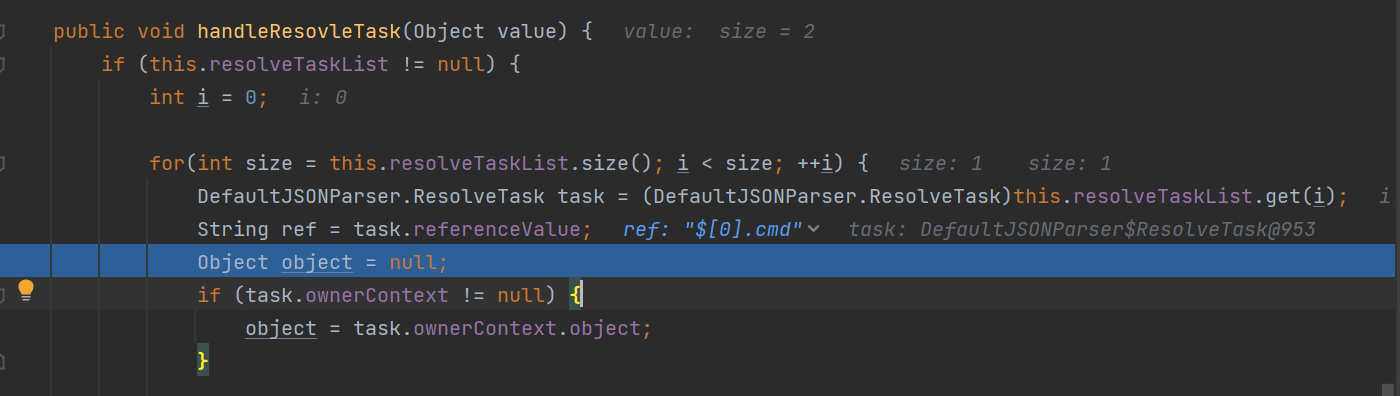 public void handleResovleTask(Object value) {  value:  size = 2
if (this.resolveTaskList != null) {
int i = 0;  i: 0
for(int size = this.resolveTaskList.size(); i < size; ++i) {  size: 1    size: 1
DefaultJSONParser.ResolveTask task = (DefaultJSONParser.ResolveTask)this.resolveTaskList.get(i);  i
String ref = task.referenceValue;  ref: "$[0].cmd"  task: DefaultJSONParser$ResolveTask@953
Object object = null;
if (task.ownerContext != null) {
object = task.ownerContext.object;
}